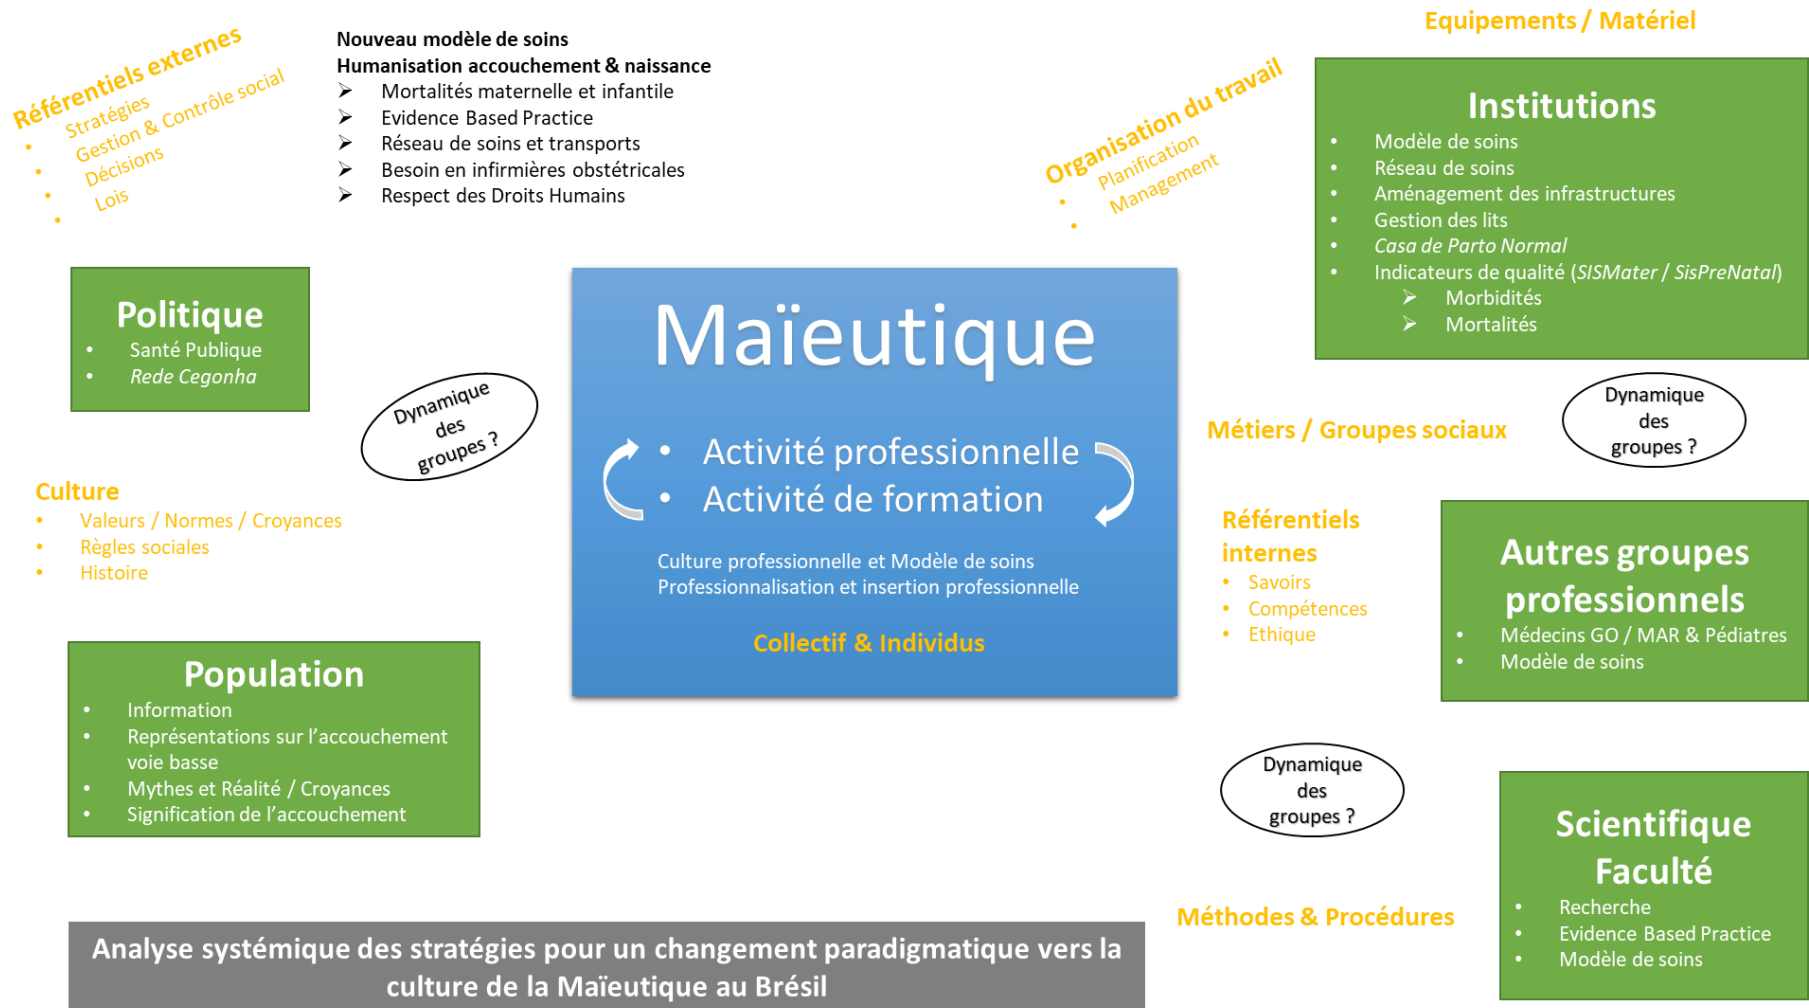 Référentiels externes
• Stratégies
• Gestion & Contrôle social
• Décisions
• Lois
Nouveau modèle de soins
Humanisation accouchement & naissance
➢ Mortalités maternelle et infantile
➢ Evidence Based Practice
➢ Réseau de soins et transports
➢ Besoin en infirmières obstétricales
➢ Respect des Droits Humains
Organisation du travail
• Planification
• Management
Equipements / Matériel
Institutions
• Modèle de soins
• Réseau de soins
• Aménagement des infrastructures
• Gestion des lits
• Casa de Parto Normal
• Indicateurs de qualité (SISMater / SisPreNatal)
➢ Morbidités
➢ Mortalités
Politique
• Santé Publique
• Rede Cegonha
Dynamique
des
groupes ?
Maïeutique
• Activité professionnelle
• Activité de formation
Culture professionnelle et Modèle de soins
Professionnalisation et insertion professionnelle
Collectif & Individus
Métiers / Groupes sociaux
Dynamique
des
groupes ?
Culture
• Valeurs / Normes / Croyances
• Règles sociales
• Histoire
Référentiels
internes
• Savoirs
• Compétences
• Ethique
Autres groupes
professionnels
• Médecins GO / MAR & Pédiatres
• Modèle de soins
Population
• Information
• Représentations sur l’accouchement
voie basse
• Mythes et Réalité / Croyances
• Signification de l’accouchement
Dynamique
des
groupes ?
Scientifique
Faculté
• Recherche
• Evidence Based Practice
• Modèle de soins
Méthodes & Procédures
Analyse systémique des stratégies pour un changement paradigmatique vers la
culture de la Maïeutique au Brésil